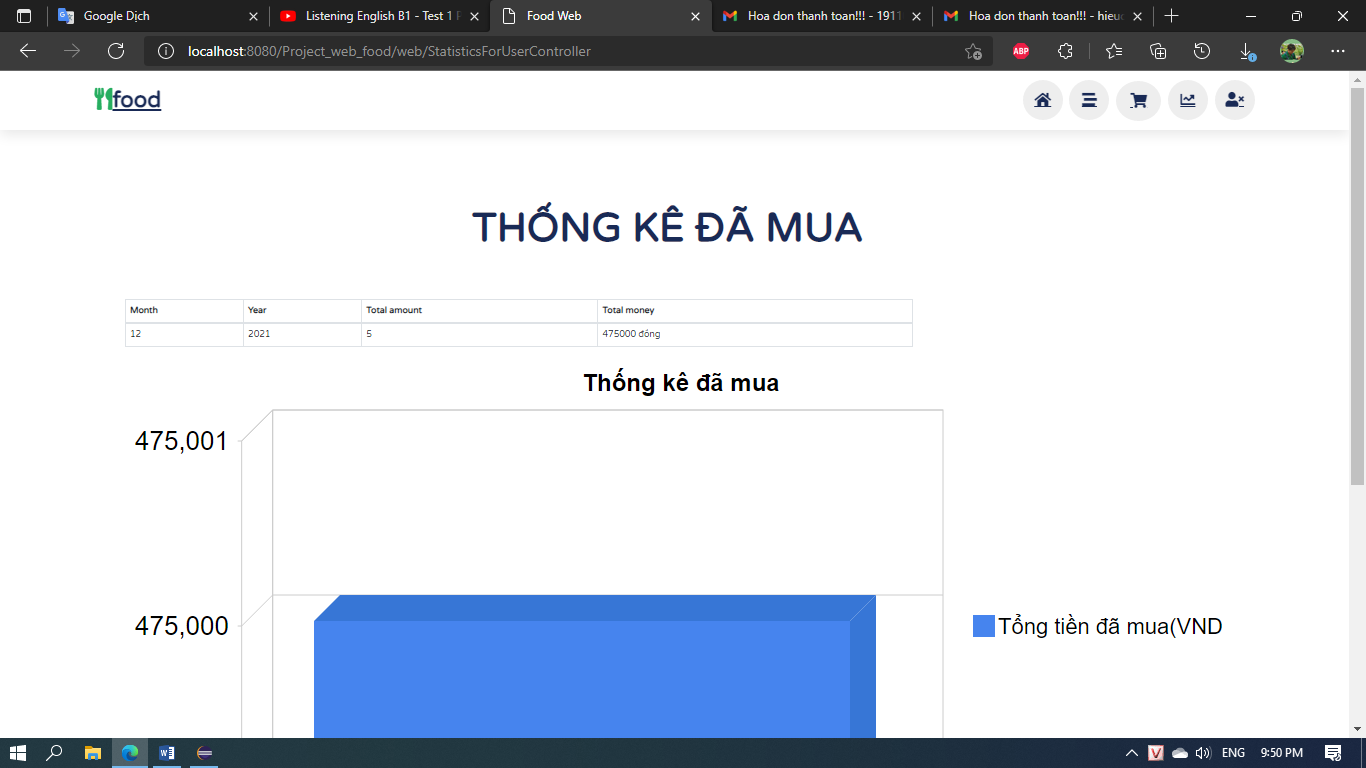 Google Dịch
Listening English B1 - Test 1 P
Food Web
Hoa don thanh toan!!! - 1911
Hoa don thanh toan!!! - hieuc
localhost:8080/Project_web_food/web/StatisticsForUserController
ABP
food
THỐNG KÊ ĐÃ MUA
Month Year Total amount Total money
12 2021 5 475000 đồng
Thống kê đã mua
475,001
475,000
Tổng tiền đã mua(VND
ENG
9:50 PM